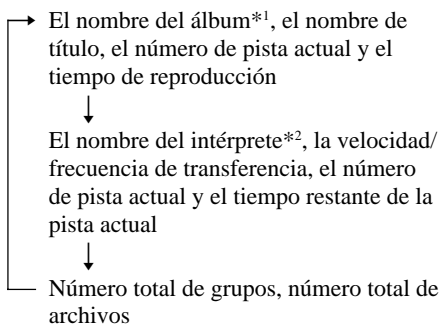 El nombre del álbum*1, el nombre de
título, el número de pista actual y el
tiempo de reproducción
El nombre del intérprete*2, la velocidad/
frecuencia de transferencia, el número
de pista actual y el tiempo restante de la
pista actual
Número total de grupos, número total de
archivos